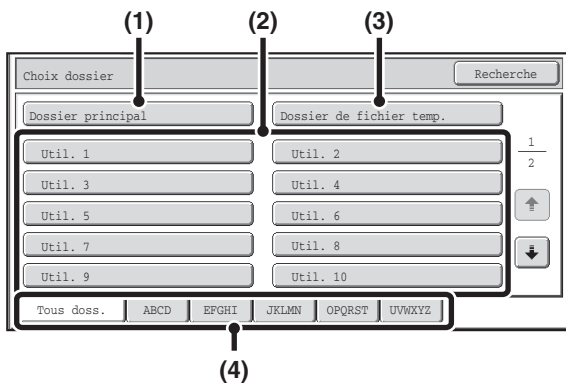 (1) (2) (3)
Choix dossier Recherche
Dossier principal Dossier de fichier temp.
Util. 1 Util. 2
1
2
Util. 3 Util. 4
Util. 5 Util. 6
Util. 7 Util. 8
Util. 9 Util. 10
Tous doss. ABCD EFGHI JKLMN OPQRST UVWXYZ
(4)